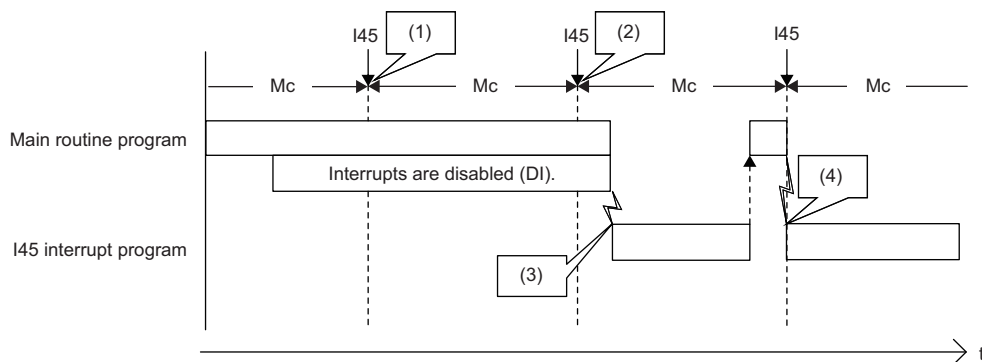 I45 (1) I45 (2) I45
Mc Mc Mc Mc
Main routine program
Interrupts are disabled (DI).
(4)
I45 interrupt program
(3)
t